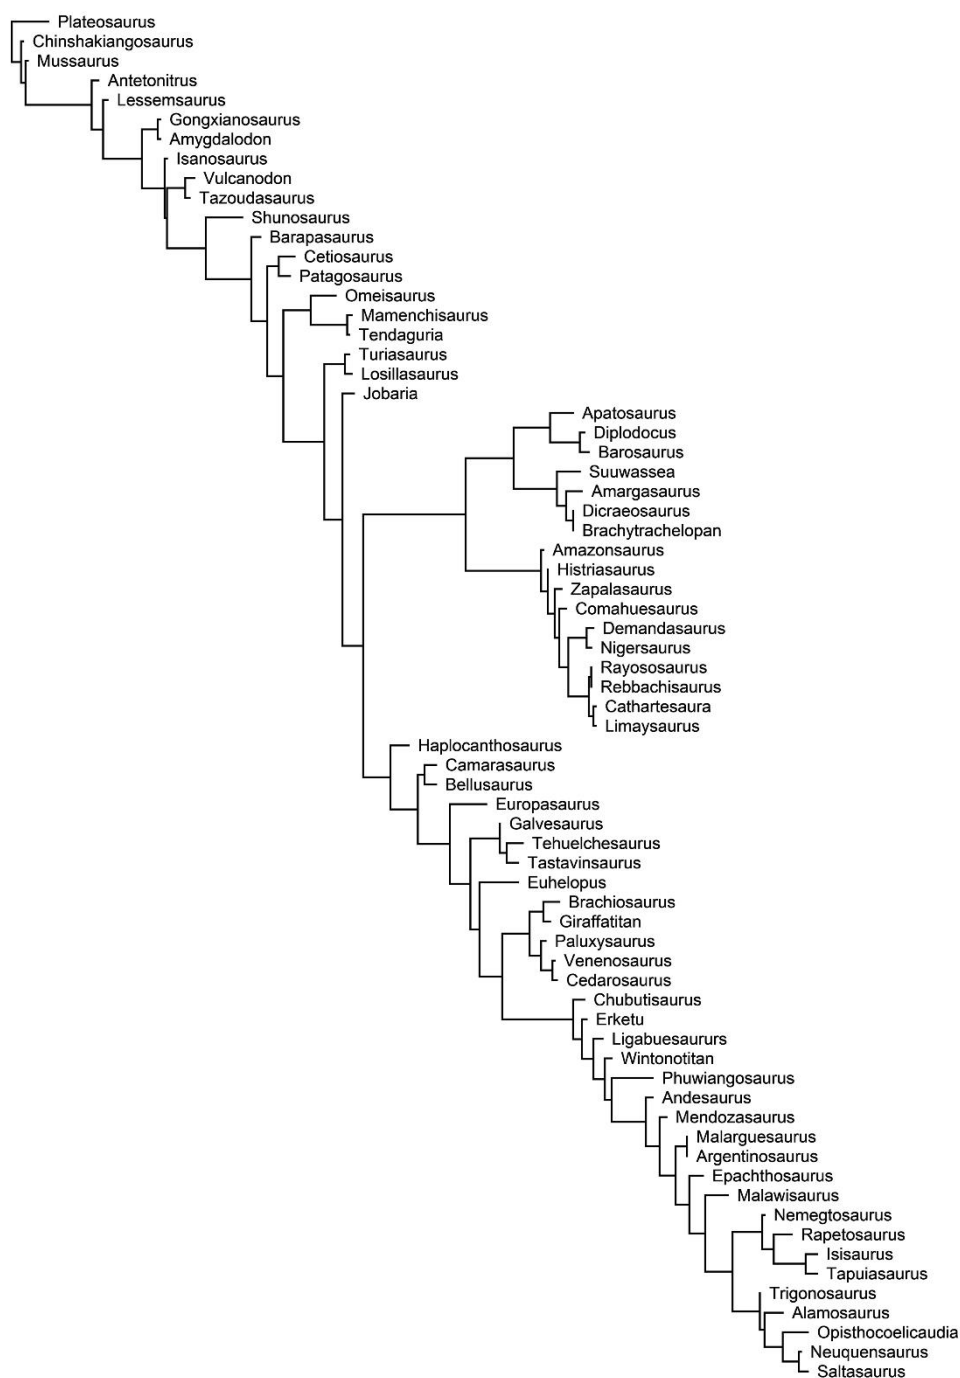 Plateosaurus
Chinshakiangosaurus
Mussaurus
Antetonitrus
Lessemsaurus
Gongxianosaurus
Amygdalodon
Isanosaurus
Vulcanodon
Tazoudasaurus
Shunosaurus
Barapasaurus
Cetiosaurus
Patagosaurus
Omeisaurus
Mamenchisaurus
Tendaguria
Turiasaurus
Losillasaurus
Jobaria
Apatosaurus
Diplodocus
Barosaurus
Suuwassea
Amargasaurus
Dicraeosaurus
Brachytrachelopan
Amazonsaurus
Histriasaurus
Zapalasaurus
Comahuesaurus
Demandasaurus
Nigersaurus
Rayososaurus
Rebbachisaurus
Cathartesaura
Limaysaurus
Haplocanthosaurus
Camarasaurus
Bellusaurus
Europasaurus
Galvesaurus
Tehuelchesaurus
Tastavinsaurus
Euhelopus
Brachiosaurus
Giraffatitan
Paluxysaurus
Venenosaurus
Cedarosaurus
Chubutisaurus
Erketu
Ligabuesaururs
Wintonotitan
Phuwiangosaurus
Andesaurus
Mendozasaurus
Malarguesaurus
Argentinosaurus
Epachthosaurus
Malawisaurus
Nemegtosaurus
Rapetosaurus
Isisaurus
Tapuiasaurus
Trigonosaurus
Alamosaurus
Opisthocoelicaudia
Neuquensaurus
Saltasaurus